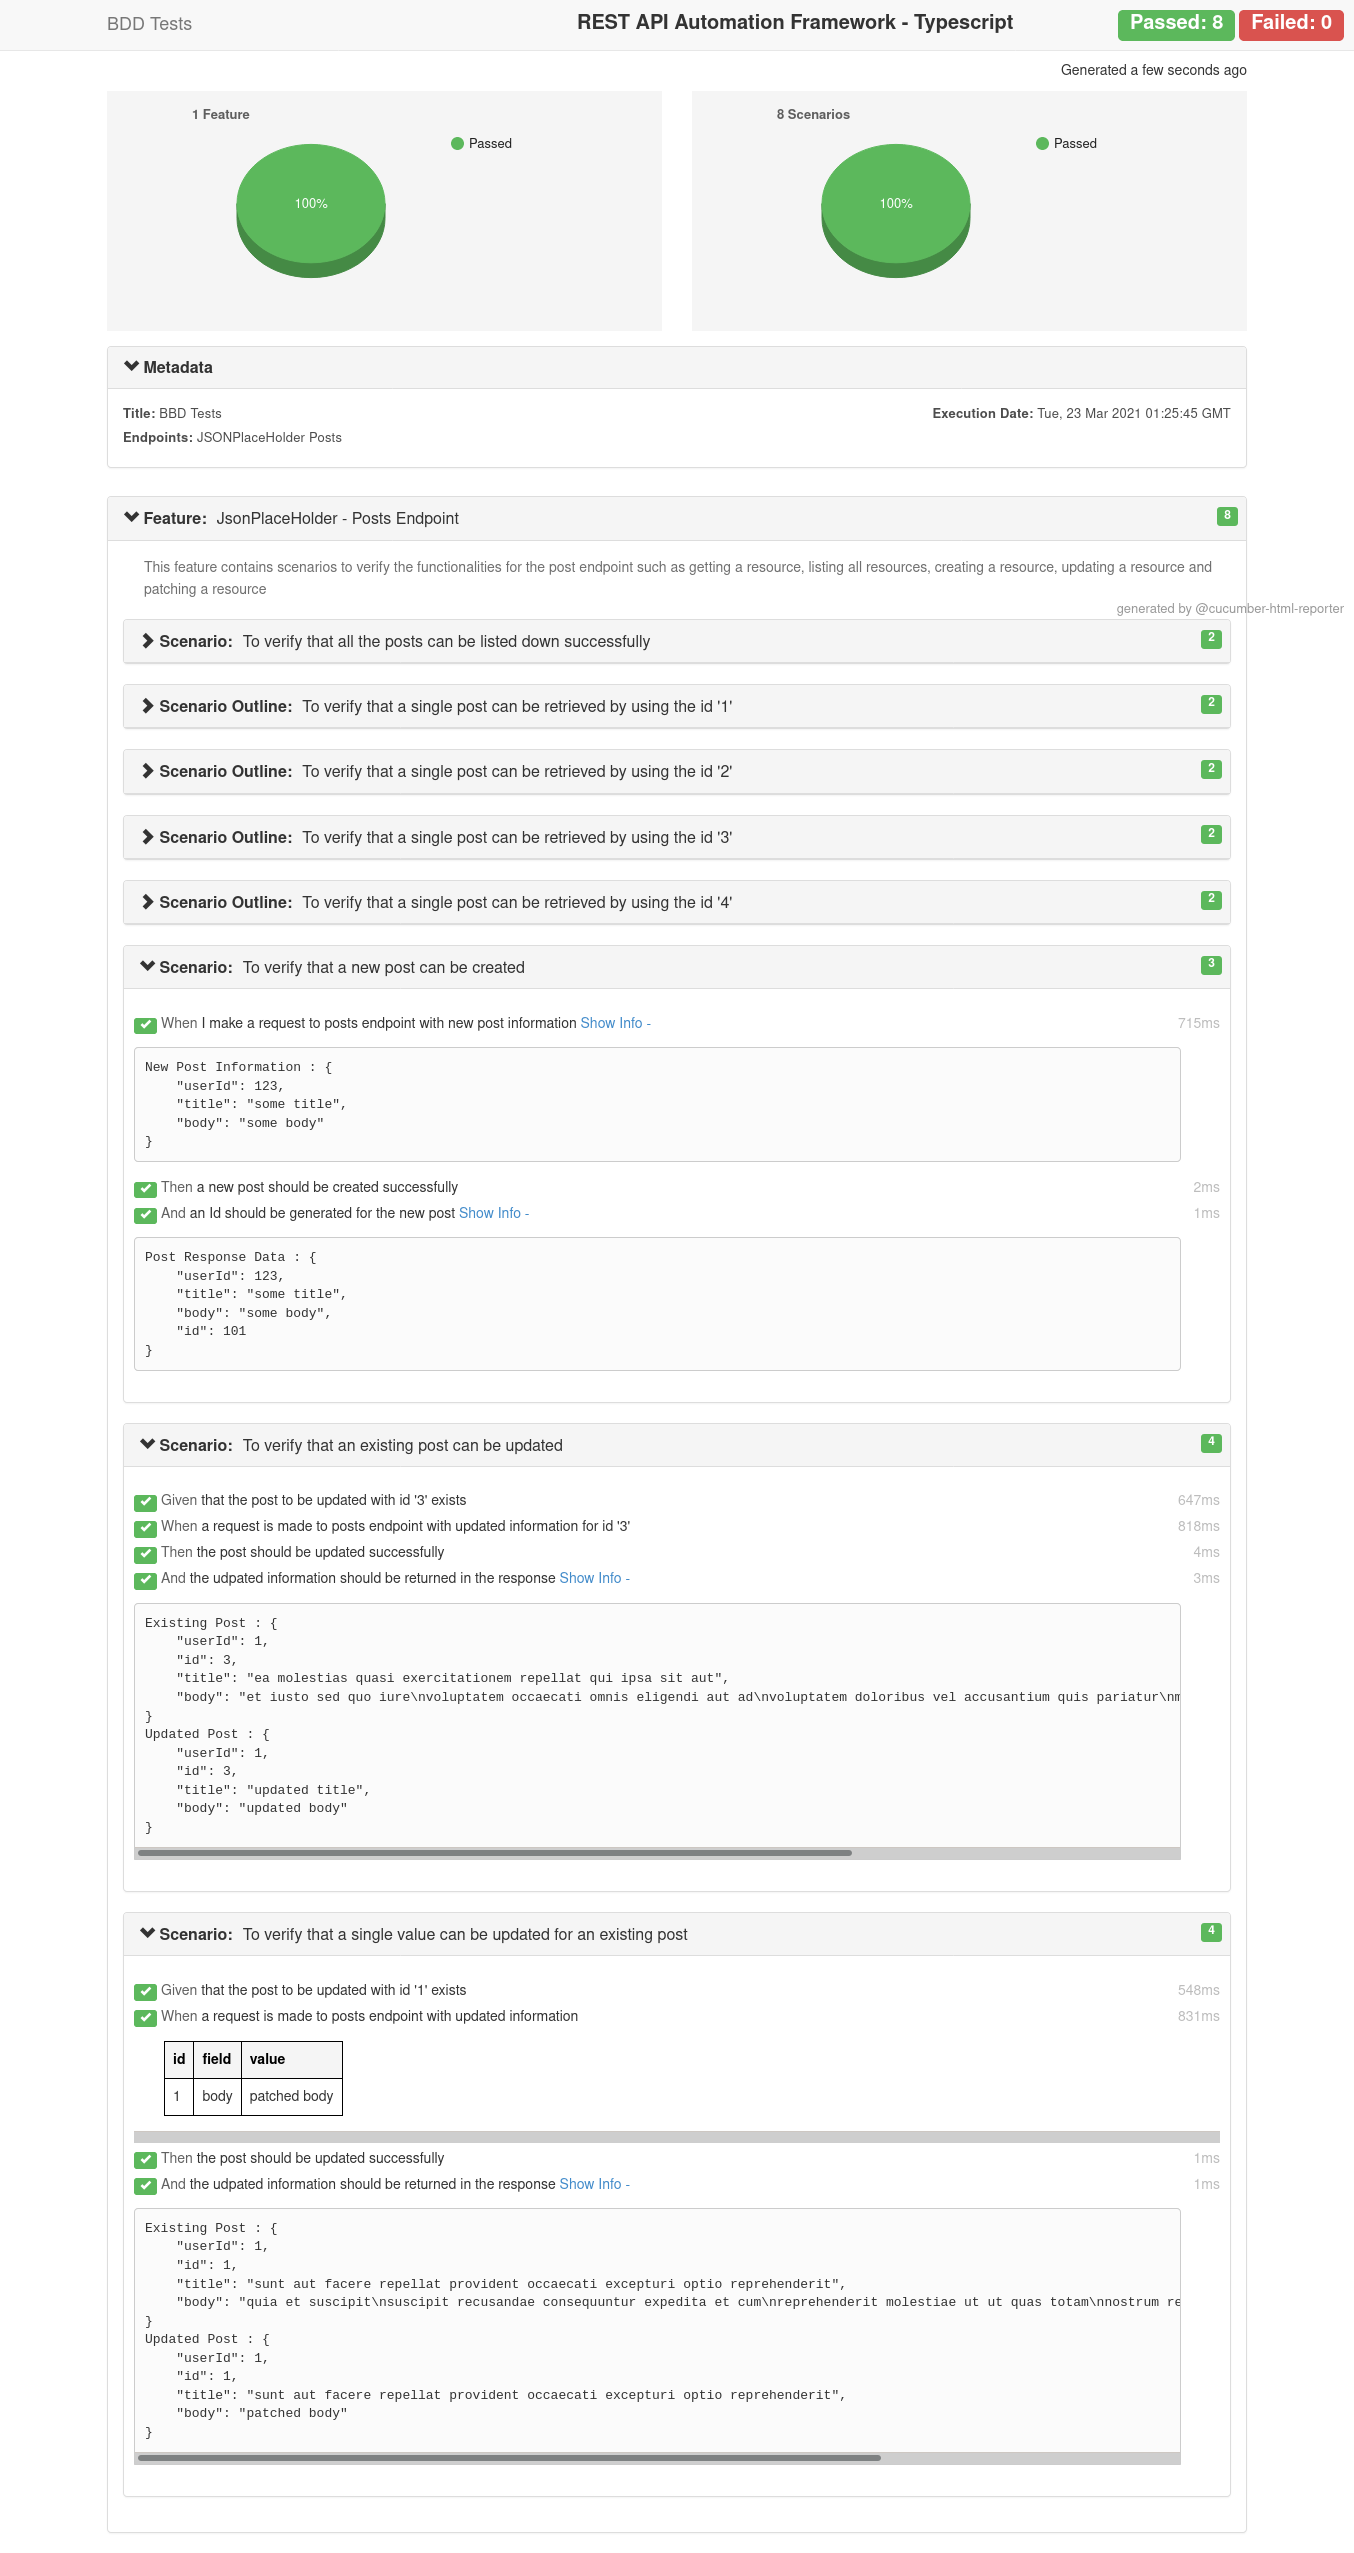 BDD Tests
REST API Automation Framework - Typescript
Passed: 8
Failed: 0
Generated a few seconds ago
1 Feature
Passed
100%
8 Scenarios
Passed
100%
Metadata
Title: BBD Tests
Execution Date: Tue, 23 Mar 2021 01:25:45 GMT
Endpoints: JSONPlaceHolder Posts
Feature: JsonPlaceHolder - Posts Endpoint
8
This feature contains scenarios to verify the functionalities for the post endpoint such as getting a resource, listing all resources, creating a resource, updating a resource and
patching a resource
generated by @cucumber-html-reporter
Scenario: To verify that all the posts can be listed down successfully
2
Scenario Outline: To verify that a single post can be retrieved by using the id '1'
2
Scenario Outline: To verify that a single post can be retrieved by using the id '2'
2
Scenario Outline: To verify that a single post can be retrieved by using the id '3'
2
Scenario Outline: To verify that a single post can be retrieved by using the id '4'
2
Scenario: To verify that a new post can be created
3
When I make a request to posts endpoint with new post information Show Info -
715ms
New Post Information : {
"userId": 123,
"title": "some title",
"body": "some body"
}
Then a new post should be created successfully
2ms
And an Id should be generated for the new post Show Info -
1ms
Post Response Data : {
"userId": 123,
"title": "some title",
"body": "some body",
"id": 101
}
Scenario: To verify that an existing post can be updated
4
Given that the post to be updated with id '3' exists
647ms
When a request is made to posts endpoint with updated information for id '3'
818ms
Then the post should be updated successfully
4ms
And the udpated information should be returned in the response Show Info -
3ms
Existing Post : {
"userId": 1,
"id": 3,
"title": "ea molestias quasi exercitationem repellat qui ipsa sit aut",
"body": "et iusto sed quo iure\nvoluptatem occaecati omnis eligendi aut ad\nvoluptatem doloribus vel accusantium quis pariatur\nm
}
Updated Post : {
"userId": 1,
"id": 3,
"title": "updated title",
"body": "updated body"
}
Scenario: To verify that a single value can be updated for an existing post
4
Given that the post to be updated with id '1' exists
548ms
When a request is made to posts endpoint with updated information
831ms
id field value
1 body patched body
Then the post should be updated successfully
1ms
And the udpated information should be returned in the response Show Info -
1ms
Existing Post : {
"userId": 1,
"id": 1,
"title": "sunt aut facere repellat provident occaecati excepturi optio reprehenderit",
"body": "quia et suscipit\nsuscipit recusandae consequuntur expedita et cum\nreprehenderit molestiae ut ut quas totam\nnostrum re
}
Updated Post : {
"userId": 1,
"id": 1,
"title": "sunt aut facere repellat provident occaecati excepturi optio reprehenderit",
"body": "patched body"
}